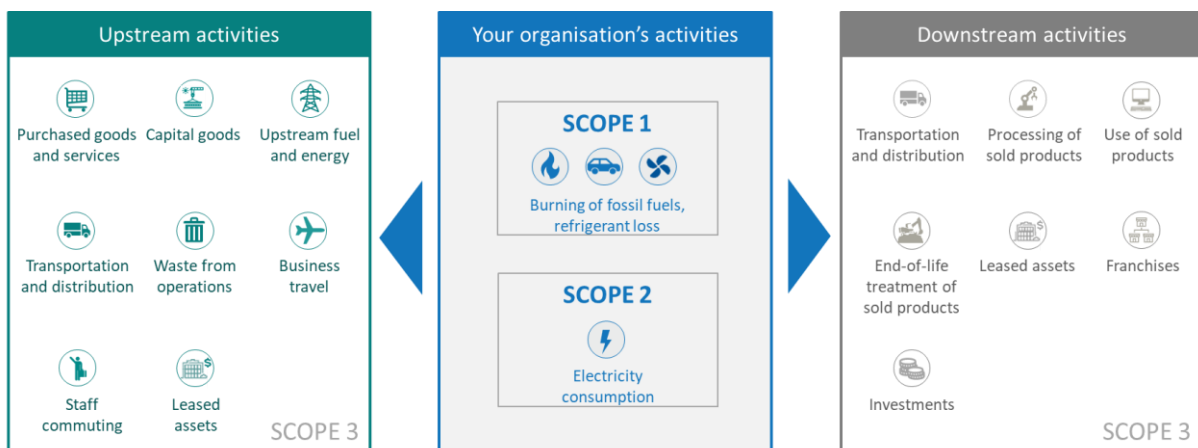 Upstream activities
Purchased goods
and services
Capital goods
Upstream fuel
and energy
Transportation
and distribution
Waste from
operations
Business
travel
Staff
commuting
Leased
assets
SCOPE 3
Your organisation's activities
SCOPE 1
Burning of fossil fuels,
refrigerant loss
SCOPE 2
Electricity
consumption
Downstream activities
Transportation
and distribution
Processing of
sold products
Use of sold
products
End-of-life
treatment of
sold products
Leased assets
Franchises
Investments
SCOPE 3